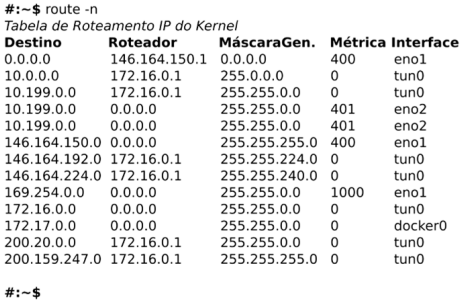 #:~$ route -n
Tabela de Roteamento IP do Kernel
Destino Roteador MáscaraGen. Métrica Interface
0.0.0.0 146.164.150.1 0.0.0.0 400 eno1
10.0.0.0 172.16.0.1 255.0.0.0 0 tun0
10.199.0.0 172.16.0.1 255.255.0.0 0 tun0
10.199.0.0 0.0.0.0 255.255.0.0 401 eno2
10.199.0.0 0.0.0.0 255.255.0.0 401 eno2
146.164.150.0 0.0.0.0 255.255.255.0 400 eno1
146.164.192.0 172.16.0.1 255.255.224.0 0 tun0
146.164.224.0 172.16.0.1 255.255.240.0 0 tun0
169.254.0.0 0.0.0.0 255.255.0.0 1000 eno1
172.16.0.0 0.0.0.0 255.255.0.0 0 tun0
172.17.0.0 0.0.0.0 255.255.0.0 0 docker0
200.20.0.0 172.16.0.1 255.255.0.0 0 tun0
200.159.247.0 172.16.0.1 255.255.255.0 0 tun0
#:~$